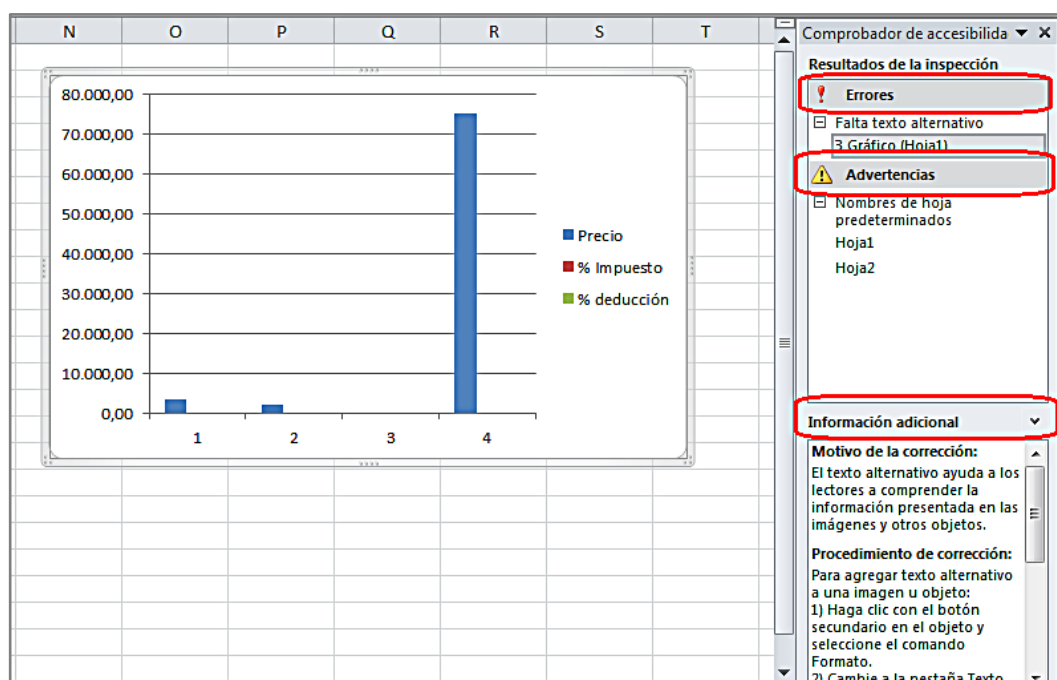 N O P Q R S T
80.000,00
70.000,00
60.000,00
50.000,00
40.000,00
30.000,00
20.000,00
10.000,00
0,00
1 2 3 4
Precio
% Impuesto
% deducción
Comprobador de accesibilida
Resultados de la inspección
Errores
Falta texto alternativo
3 Gráfico (Hoja1)
Advertencias
Nombres de hoja
predeterminados
Hoja1
Hoja2
Información adicional
Motivo de la corrección:
El texto alternativo ayuda a los
lectores a comprender la
información presentada en las
imágenes y otros objetos.
Procedimiento de corrección:
Para agregar texto alternativo
a una imagen u objeto:
1) Haga clic con el botón
secundario en el objeto y
seleccione el comando
Formato.
2) Cambie a la pestaña Texto